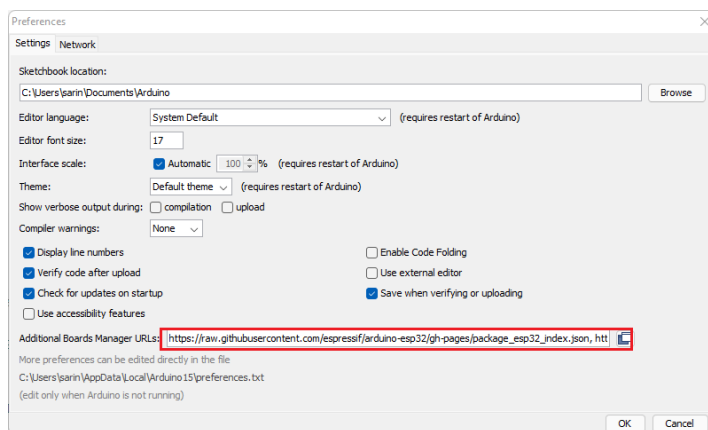 Preferences
Settings Network
Sketchbook location:
C:\Users\sarin\Documents\Arduino Browse
Editor language: System Default (requires restart of Arduino)
Editor font size: 17
Interface scale: Automatic 100 % (requires restart of Arduino)
Theme: Default theme (requires restart of Arduino)
Show verbose output during: compilation upload
Compiler warnings: None
Display line numbers Enable Code Folding
Verify code after upload Use external editor
Check for updates on startup Save when verifying or uploading
Use accessibility features
Additional Boards Manager URLs: https://raw.githubusercontent.com/espressif/arduino-esp32/gh-pages/package_esp32_index.json, htt
More preferences can be edited directly in the file
C:\Users\sarin\AppData\Local\Arduino15\preferences.txt
(edit only when Arduino is not running)
OK Cancel